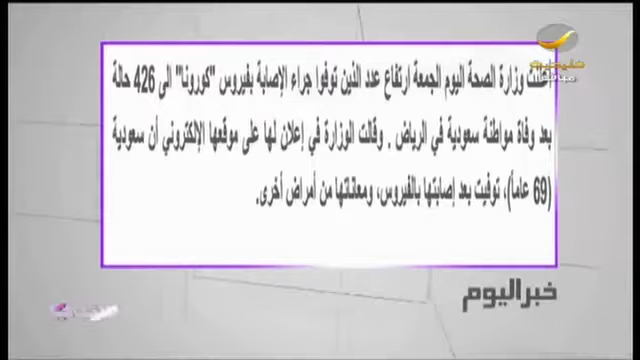 خليجية
مباشر
أعلنت وزارة الصحة اليوم الجمعة ارتفاع عدد الذين توفوا جراء الإصابة بفيروس "كورونا" الى 426 حالة
بعد وفاة مواطنة سعودية في الرياض . وقالت الوزارة في إعلان لها على موقعها الإلكتروني أن سعودية
(69 عاماً)، توفيت بعد إصابتها بالفيروس، ومعاناتها من أمراض أخرى.
خبر اليوم